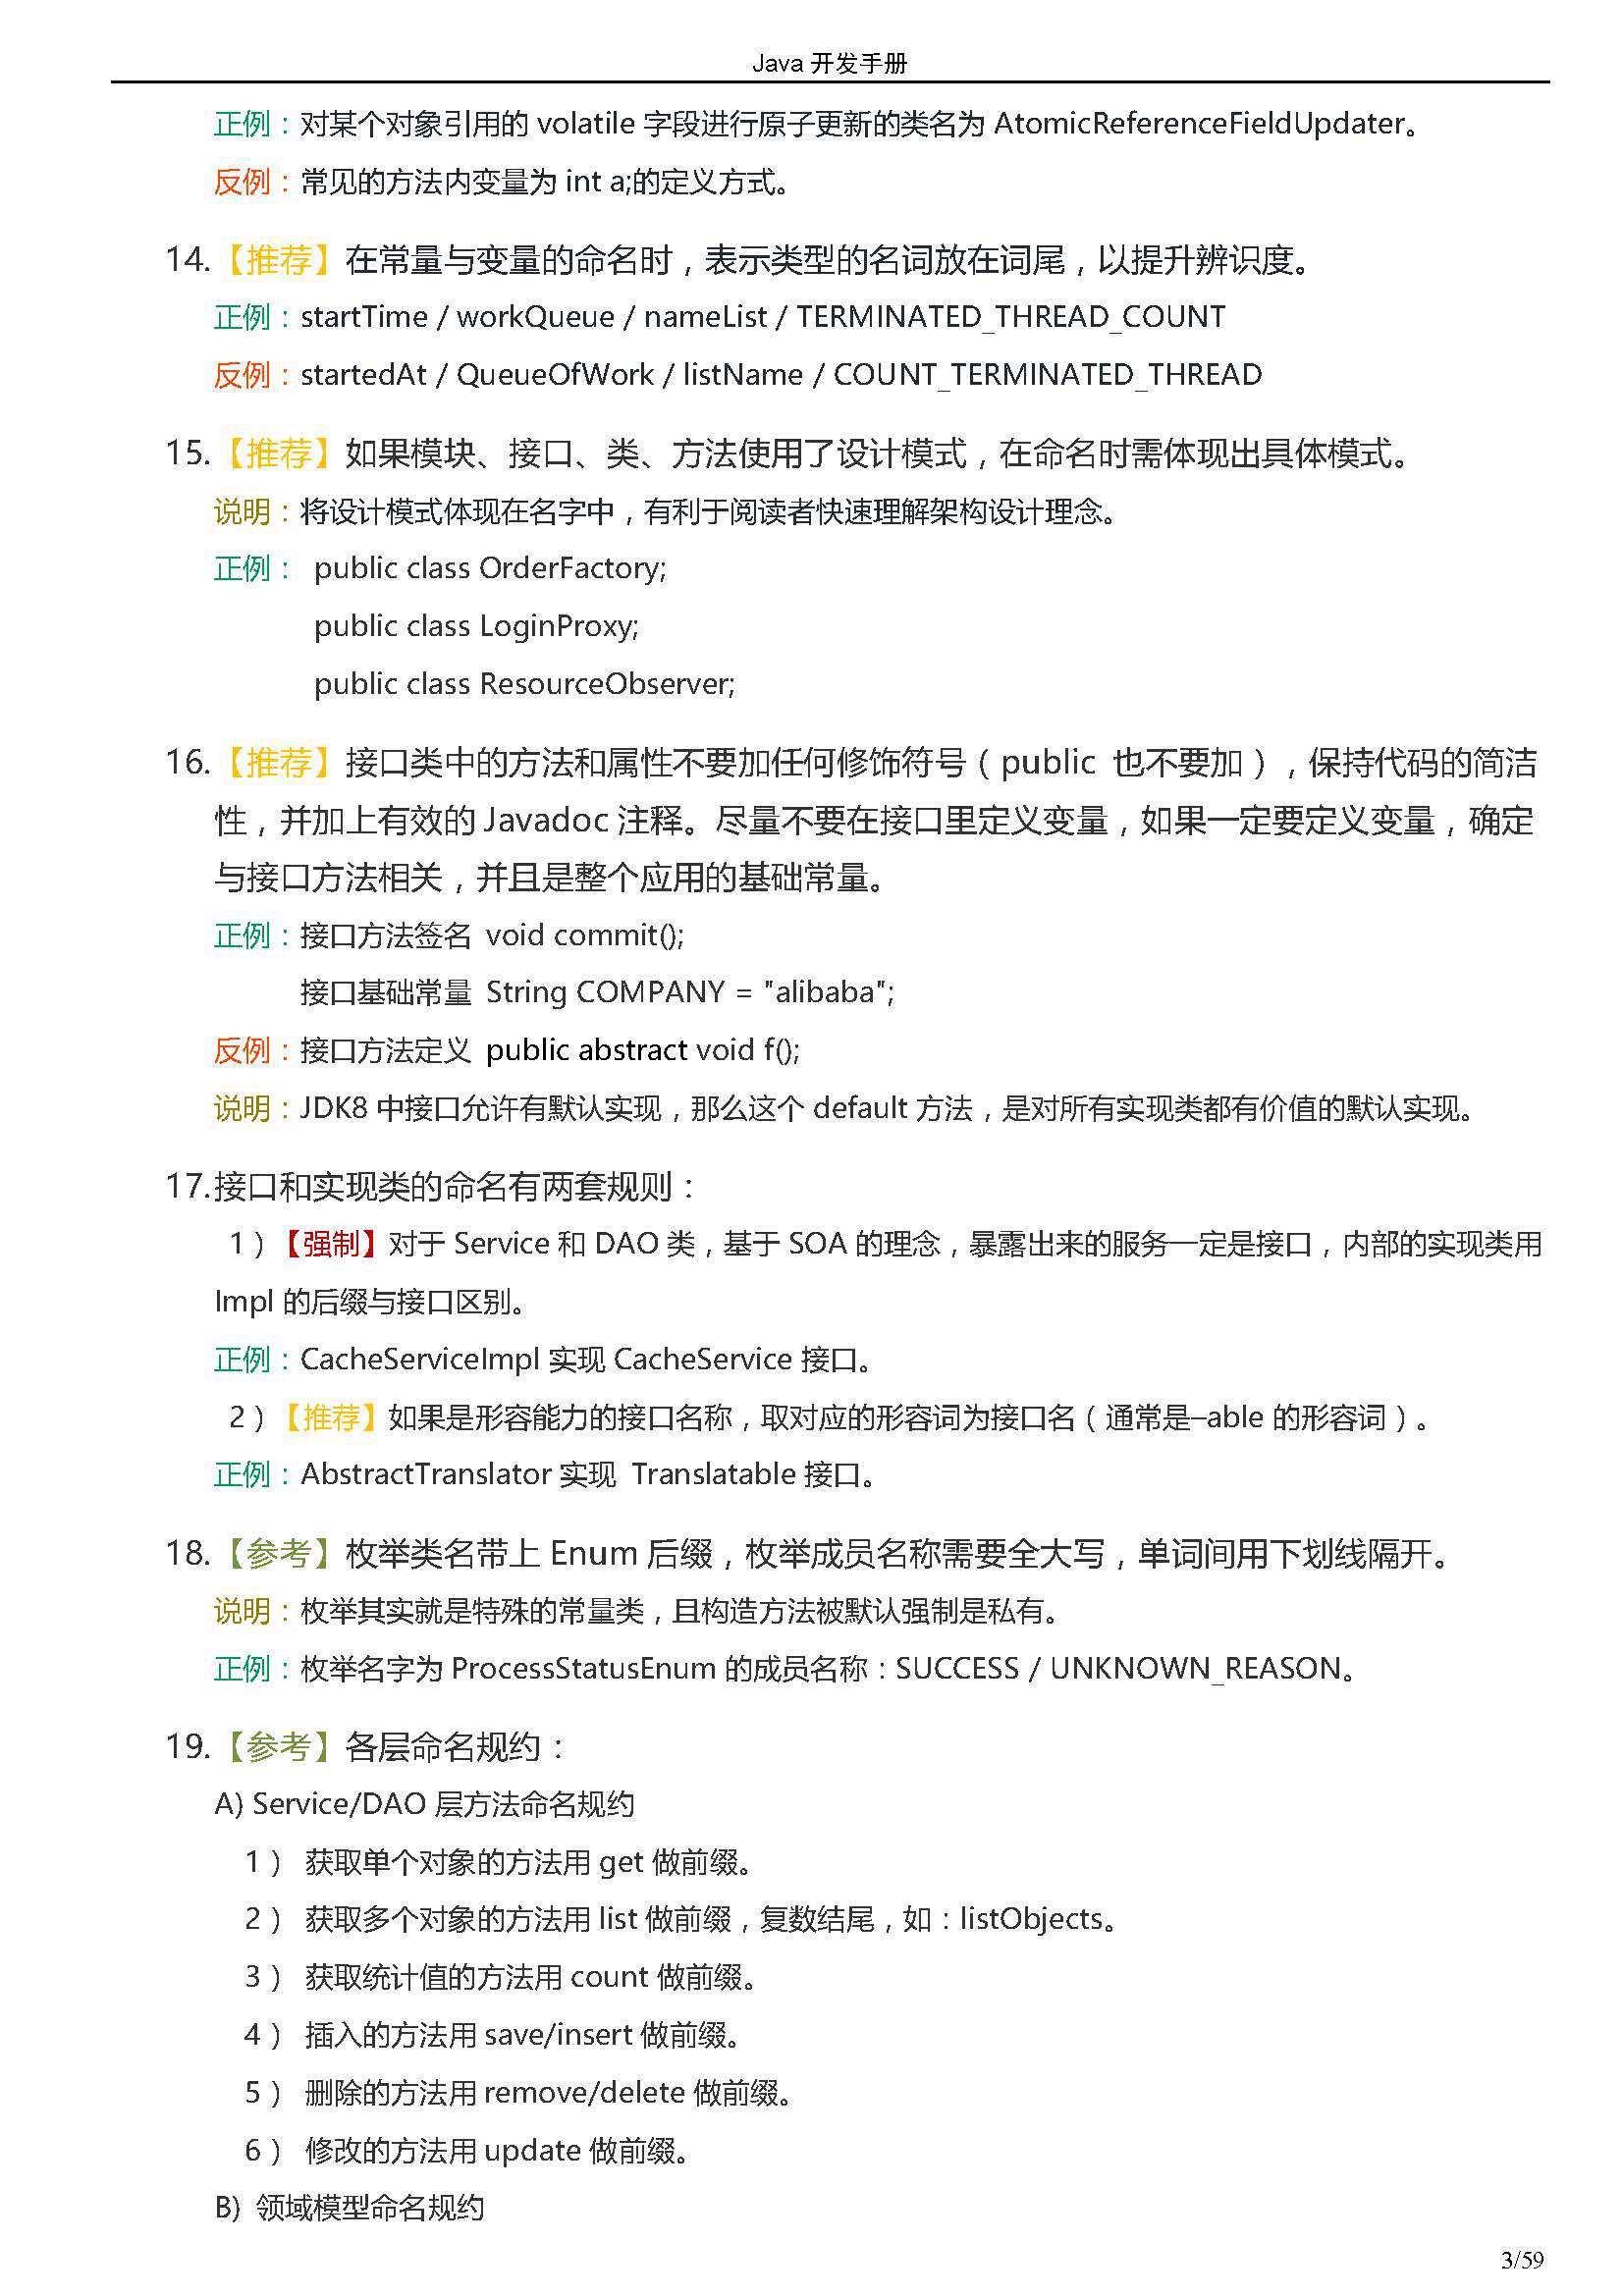 Java 开发手册
正例：对某个对象引用的 volatile 字段进行原子更新的类名为 AtomicReferenceFieldUpdater。
反例：常见的方法内变量为 int a;的定义方式。
14.【推荐】在常量与变量的命名时，表示类型的名词放在词尾，以提升辨识度。
正例：startTime / workQueue / nameList / TERMINATED_THREAD_COUNT
反例：startedAt / QueueOfWork / listName / COUNT_TERMINATED_THREAD
15.【推荐】如果模块、接口、类、方法使用了设计模式，在命名时需体现出具体模式。
说明：将设计模式体现在名字中，有利于阅读者快速理解架构设计理念。
正例： public class OrderFactory;
public class LoginProxy;
public class ResourceObserver;
16.【推荐】接口类中的方法和属性不要加任何修饰符号（public 也不要加），保持代码的简洁
性，并加上有效的 Javadoc 注释。尽量不要在接口里定义变量，如果一定要定义变量，确定
与接口方法相关，并且是整个应用的基础常量。
正例：接口方法签名 void commit();
接口基础常量 String COMPANY = "alibaba";
反例：接口方法定义 public abstract void f();
说明：JDK8 中接口允许有默认实现，那么这个 default 方法，是对所有实现类都有价值的默认实现。
17.接口和实现类的命名有两套规则：
1）【强制】对于 Service 和 DAO 类，基于 SOA 的理念，暴露出来的服务一定是接口，内部的实现类用
Impl 的后缀与接口区别。
正例：CacheServiceImpl 实现 CacheService 接口。
2）【推荐】如果是形容能力的接口名称，取对应的形容词为接口名（通常是–able 的形容词）。
正例：AbstractTranslator 实现 Translatable 接口。
18.【参考】枚举类名带上 Enum 后缀，枚举成员名称需要全大写，单词间用下划线隔开。
说明：枚举其实就是特殊的常量类，且构造方法被默认强制是私有。
正例：枚举名字为 ProcessStatusEnum 的成员名称：SUCCESS / UNKNOWN_REASON。
19.【参考】各层命名规约：
A) Service/DAO 层方法命名规约
1） 获取单个对象的方法用 get 做前缀。
2） 获取多个对象的方法用 list 做前缀，复数结尾，如：listObjects。
3） 获取统计值的方法用 count 做前缀。
4） 插入的方法用 save/insert 做前缀。
5） 删除的方法用 remove/delete 做前缀。
6） 修改的方法用 update 做前缀。
B) 领域模型命名规约
3/59